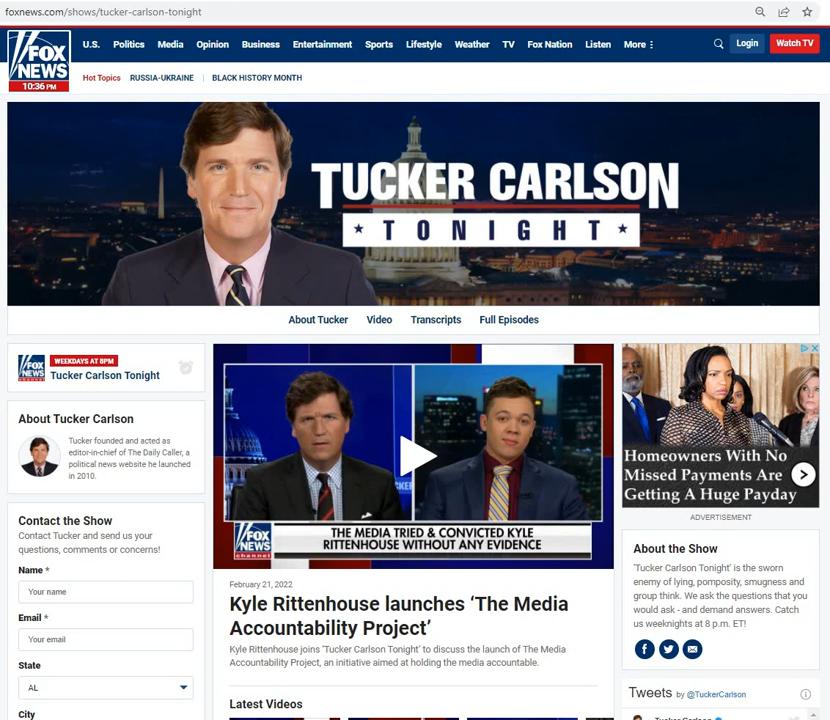 foxnews.com/shows/tucker-carlson-tonight
FOX
NEWS
10:36 PM
U.S. Politics Media Opinion Business Entertainment Sports Lifestyle Weather TV Fox Nation Listen More
Login
Watch TV
Hot Topics RUSSIA-UKRAINE BLACK HISTORY MONTH
TUCKER CARLSON
TONIGHT
About Tucker Video Transcripts Full Episodes
FOX
NEWS
channel
WEEKDAYS AT 8PM
Tucker Carlson Tonight
About Tucker Carlson
Tucker founded and acted as
editor-in-chief of The Daily Caller, a
political news website he launched
in 2010.
Contact the Show
Contact Tucker and send us your
questions, comments or concerns!
Name *
Your name
Email *
Your email
State
AL
City
FOX
NEWS
channel
THE MEDIA TRIED & CONVICTED KYLE
RITTENHOUSE WITHOUT ANY EVIDENCE
February 21, 2022
Kyle Rittenhouse launches ‘The Media
Accountability Project’
Kyle Rittenhouse joins ‘Tucker Carlson Tonight’ to discuss the launch of The Media
Accountability Project, an initiative aimed at holding the media accountable.
Latest Videos
Homeowners With No
Missed Payments Are
Getting A Huge Payday
ADVERTISEMENT
About the Show
'Tucker Carlson Tonight' is the sworn
enemy of lying, pomposity, smugness and
group think. We ask the questions that you
would ask - and demand answers. Catch
us weeknights at 8 p.m. ET!
Tweets by @TuckerCarlson
Tucker Carlson